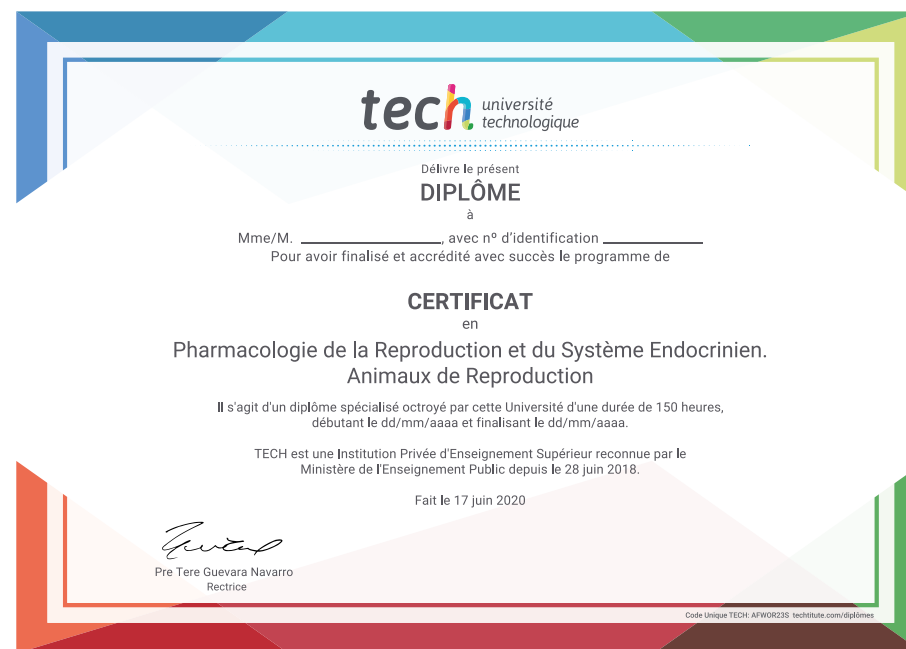 tech université
technologique
Délivre le présent
DIPLÔME
à
Mme/M. ____________________, avec nº d'identification ______________
Pour avoir finalisé et accrédité avec succès le programme de
CERTIFICAT
en
Pharmacologie de la Reproduction et du Système Endocrinien.
Animaux de Reproduction
Il s'agit d'un diplôme spécialisé octroyé par cette Université d'une durée de 150 heures,
débutant le dd/mm/aaaa et finalisant le dd/mm/aaaa.
TECH est une Institution Privée d'Enseignement Supérieur reconnue par le
Ministère de l'Enseignement Public depuis le 28 juin 2018.
Fait le 17 juin 2020
Pre Tere Guevara Navarro
Rectrice
Code Unique TECH: AFWOR23S techtitute.com/diplômes